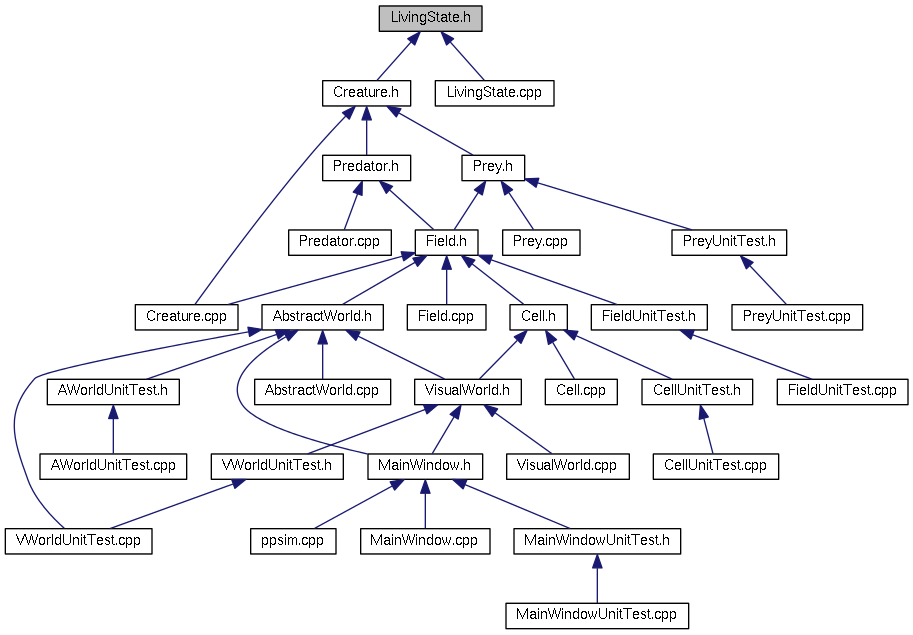 LivingState.h
Creature.h
LivingState.cpp
Predator.h
Prey.h
Predator.cpp
Field.h
Prey.cpp
PreyUnitTest.h
Creature.cpp
AbstractWorld.h
Field.cpp
Cell.h
FieldUnitTest.h
PreyUnitTest.cpp
AWorldUnitTest.h
AbstractWorld.cpp
VisualWorld.h
Cell.cpp
CellUnitTest.h
FieldUnitTest.cpp
AWorldUnitTest.cpp
VWorldUnitTest.h
MainWindow.h
VisualWorld.cpp
CellUnitTest.cpp
VWorldUnitTest.cpp
ppsim.cpp
MainWindow.cpp
MainWindowUnitTest.h
MainWindowUnitTest.cpp